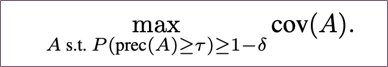 max cov(A).
A s.t. P(prec(A)≥τ)≥1−δ